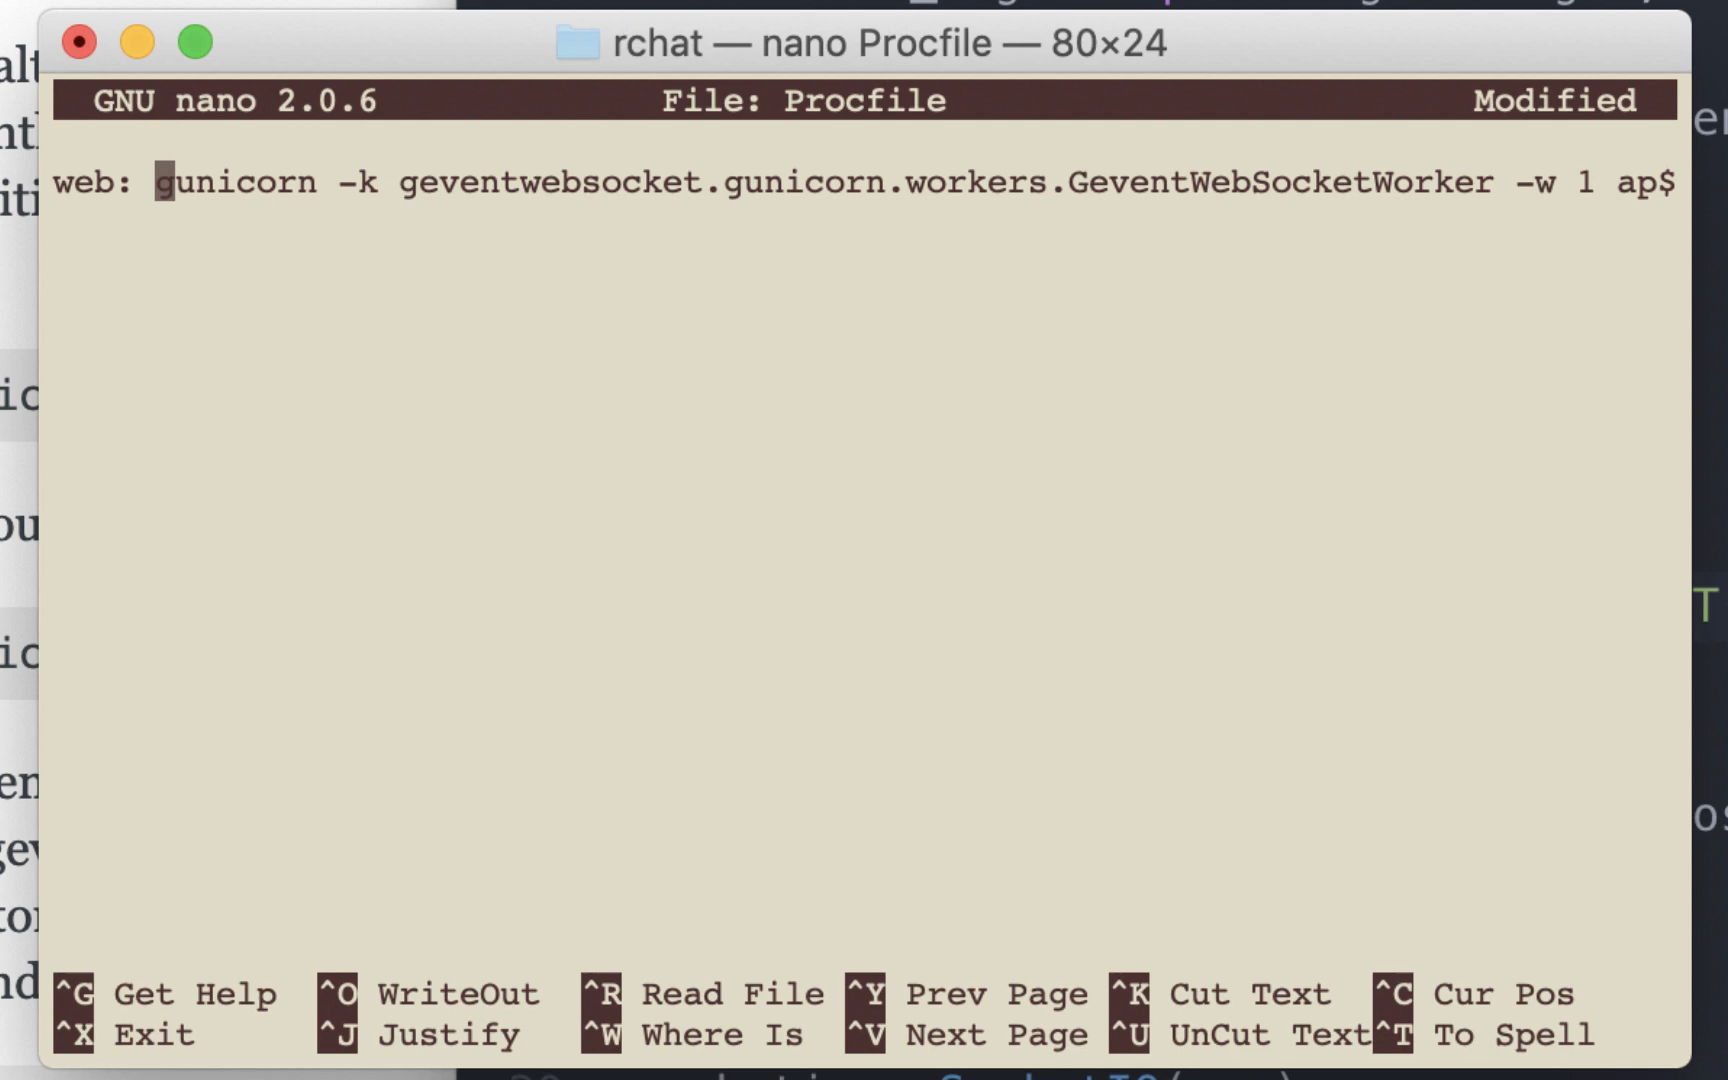 rchat — nano Procfile — 80×24
GNU nano 2.0.6 File: Procfile Modified
web: gunicorn -k geventwebsocket.gunicorn.workers.GeventWebSocketWorker -w 1 ap$
^G Get Help ^O WriteOut ^R Read File ^Y Prev Page ^K Cut Text ^C Cur Pos
^X Exit ^J Justify ^W Where Is ^V Next Page ^U UnCut Text ^T To Spell